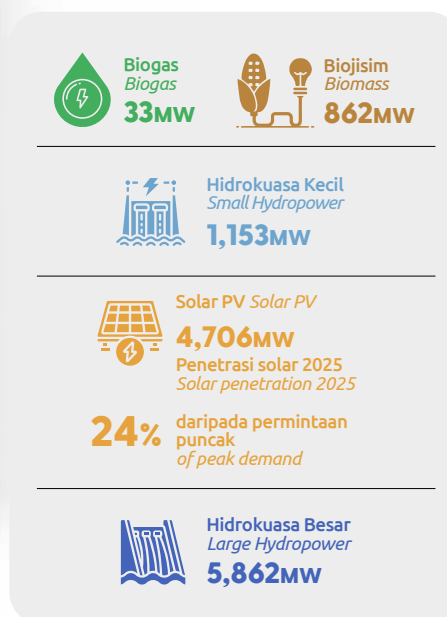 Biogas
Biogas
33MW
Biojisim
Biomass
862MW
Hidrokuasa Kecil
Small Hydropower
1,153MW
Solar PV Solar PV
4,706MW
Penetrasi solar 2025
Solar penetration 2025
24%
daripada permintaan
puncak
of peak demand
Hidrokuasa Besar
Large Hydropower
5,862MW